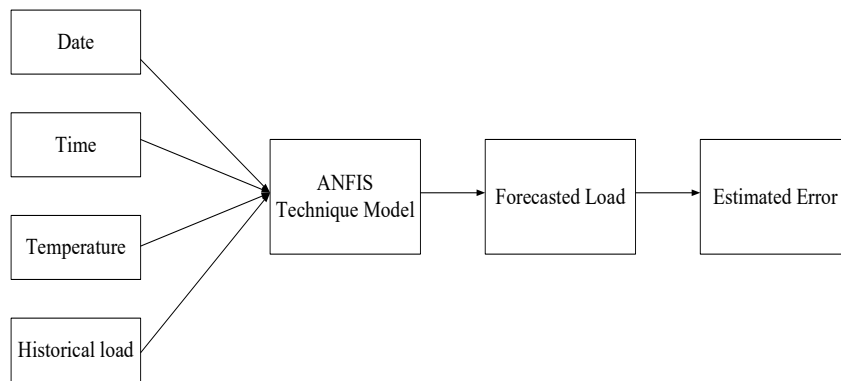 Date
Time
Temperature
Historical load
ANFIS
Technique Model
Forecasted Load
Estimated Error